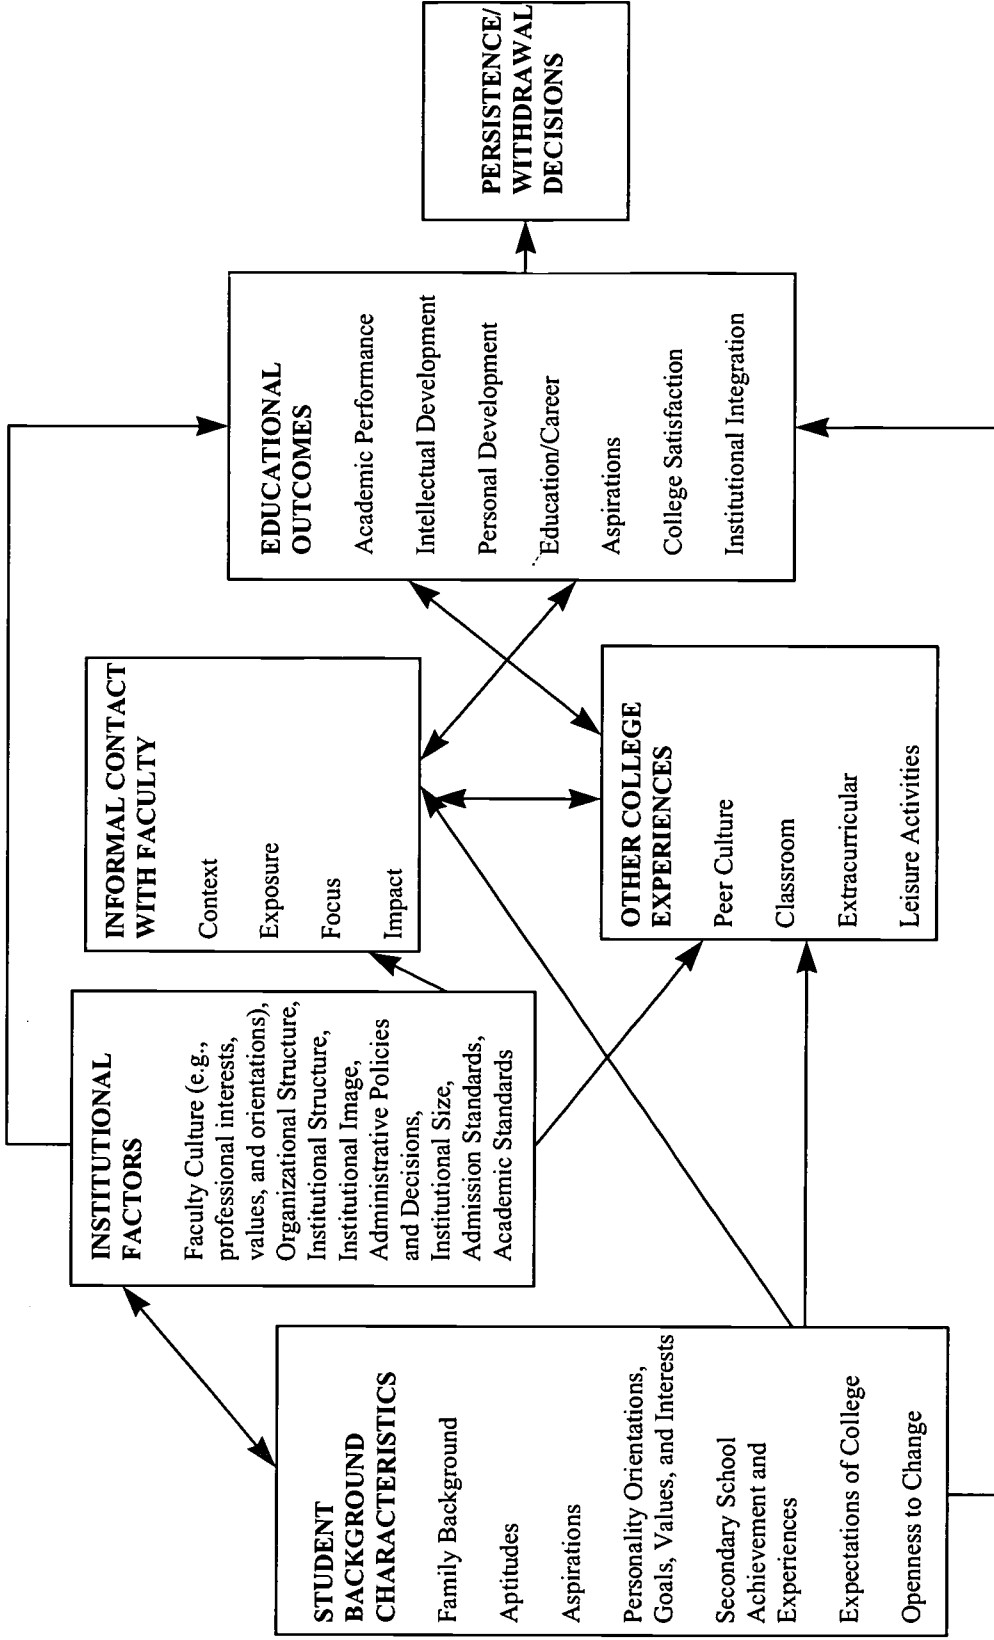 STUDENT
BACKGROUND
CHARACTERISTICS
Family Background
Aptitudes
Aspirations
Personality Orientations,
Goals, Values, and Interests
Secondary School
Achievement and
Experiences
Expectations of College
Openness to Change
INSTITUTIONAL
FACTORS
Faculty Culture (e.g.,
professional interests,
values, and orientations),
Organizational Structure,
Institutional Structure,
Institutional Image,
Administrative Policies
and Decisions,
Institutional Size,
Admission Standards,
Academic Standards
INFORMAL CONTACT
WITH FACULTY
Context
Exposure
Focus
Impact
OTHER COLLEGE
EXPERIENCES
Peer Culture
Classroom
Extracurricular
Leisure Activities
EDUCATIONAL
OUTCOMES
Academic Performance
Intellectual Development
Personal Development
Education/Career
Aspirations
College Satisfaction
Institutional Integration
PERSISTENCE/
WITHDRAWAL
DECISIONS